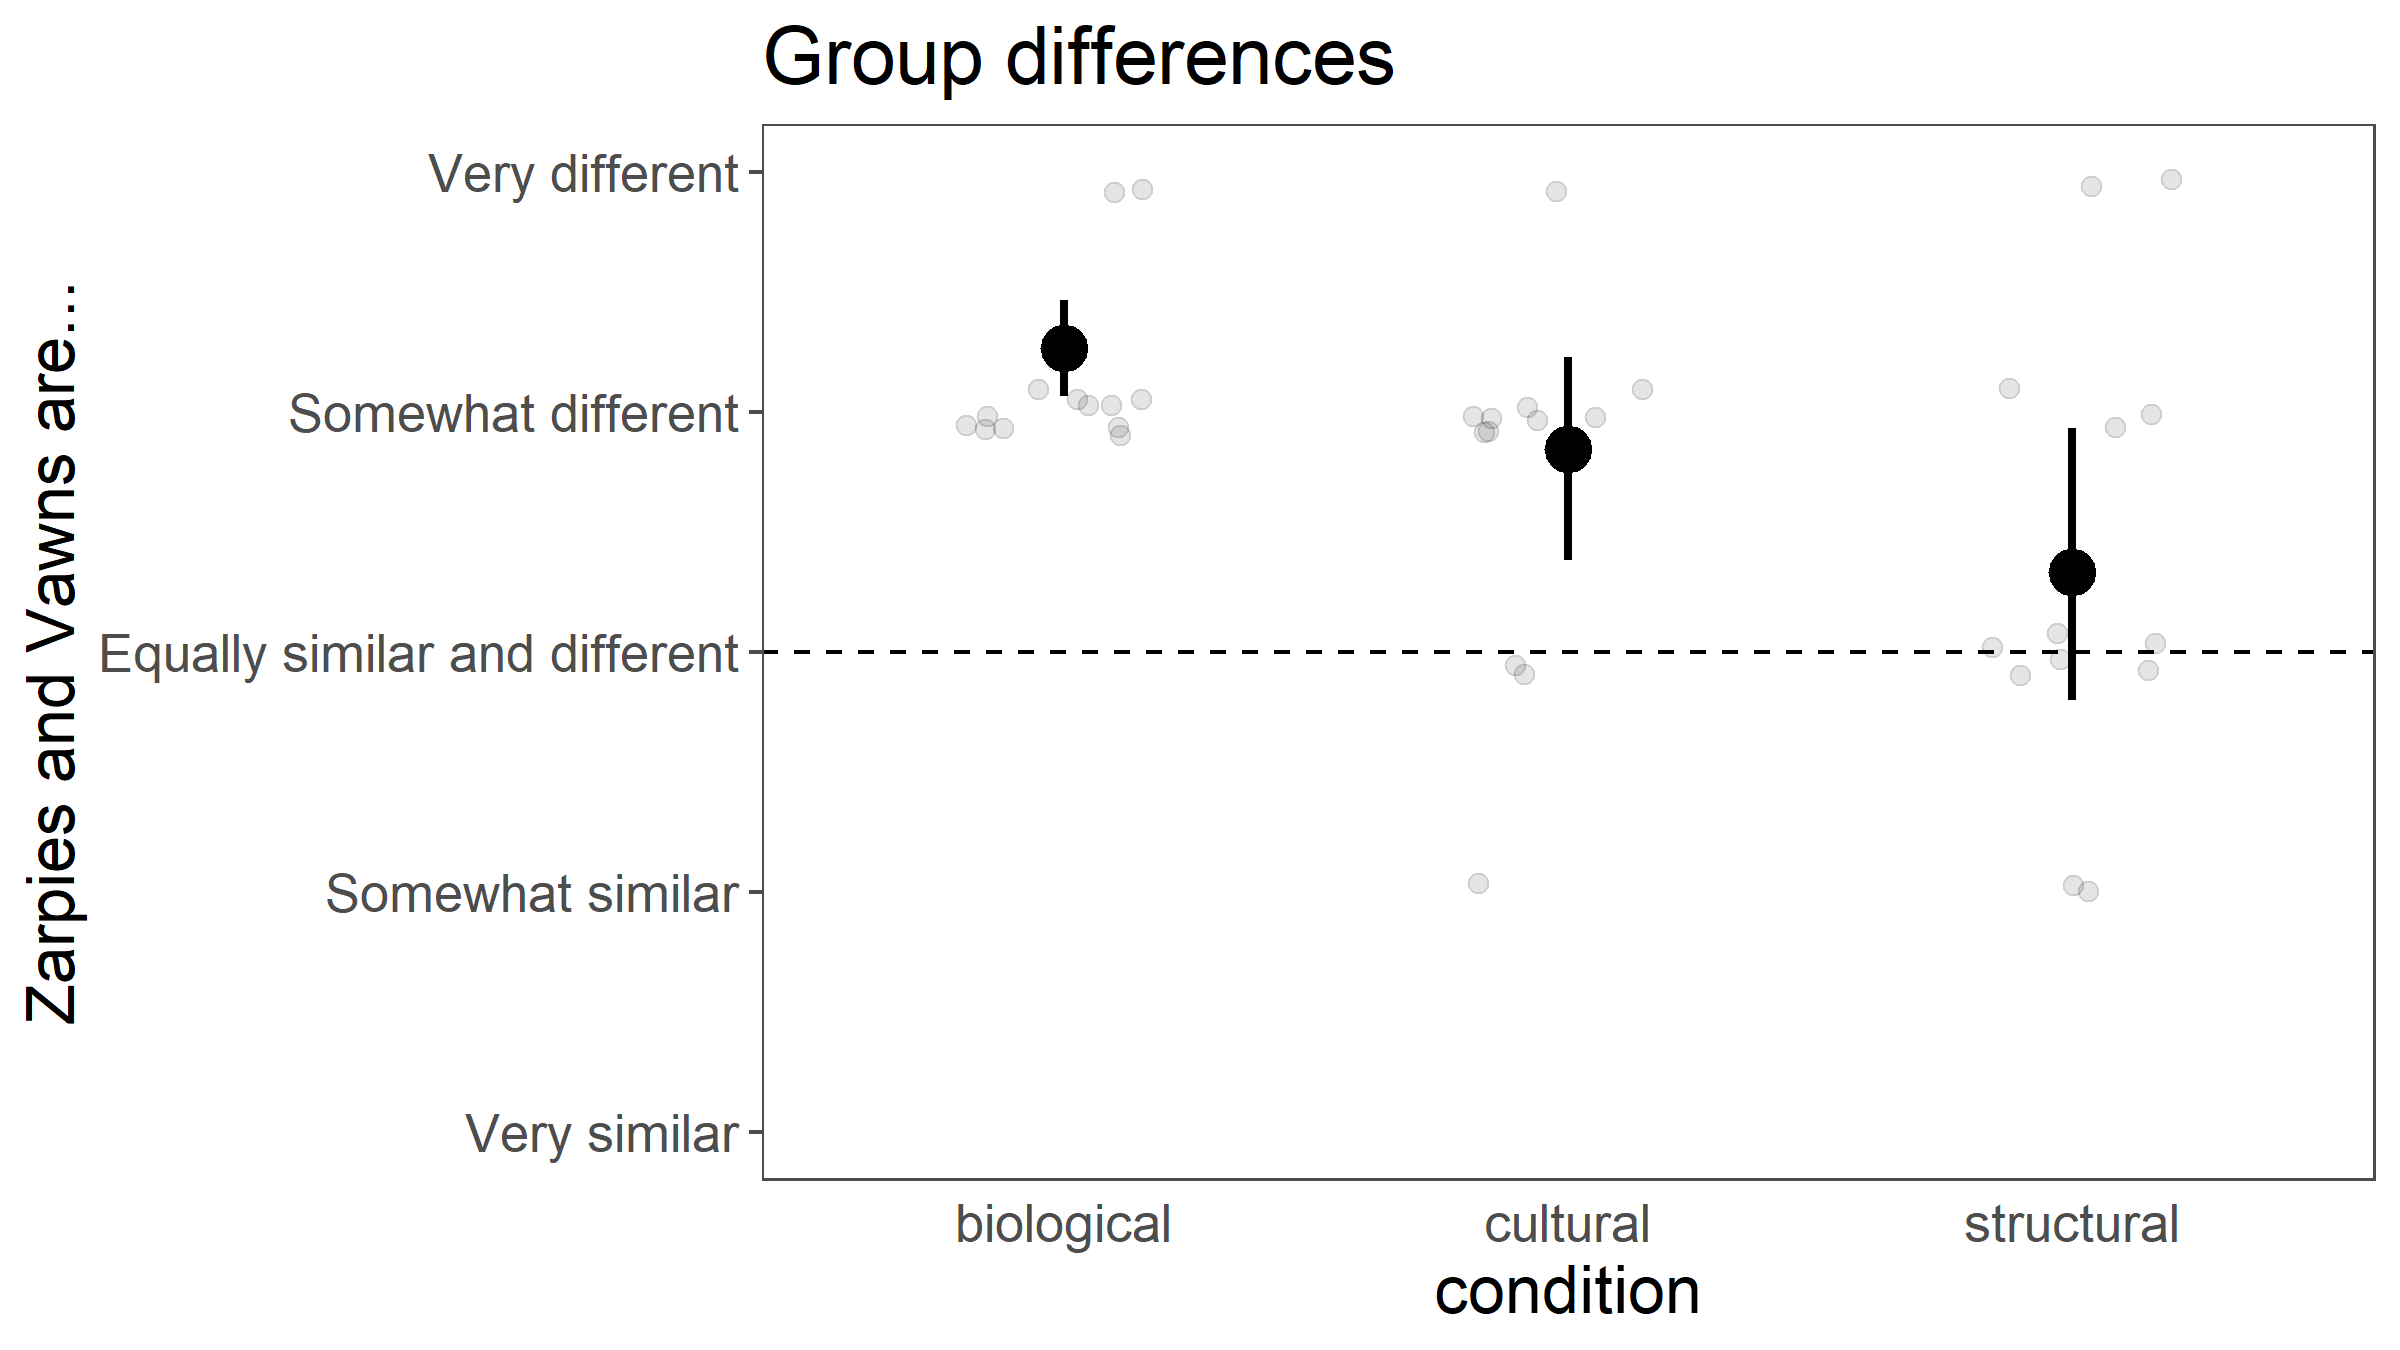 Group differences
Zarpies and Vawns are...
Very different
Somewhat different
Equally similar and different
Somewhat similar
Very similar
biological
cultural
structural
condition